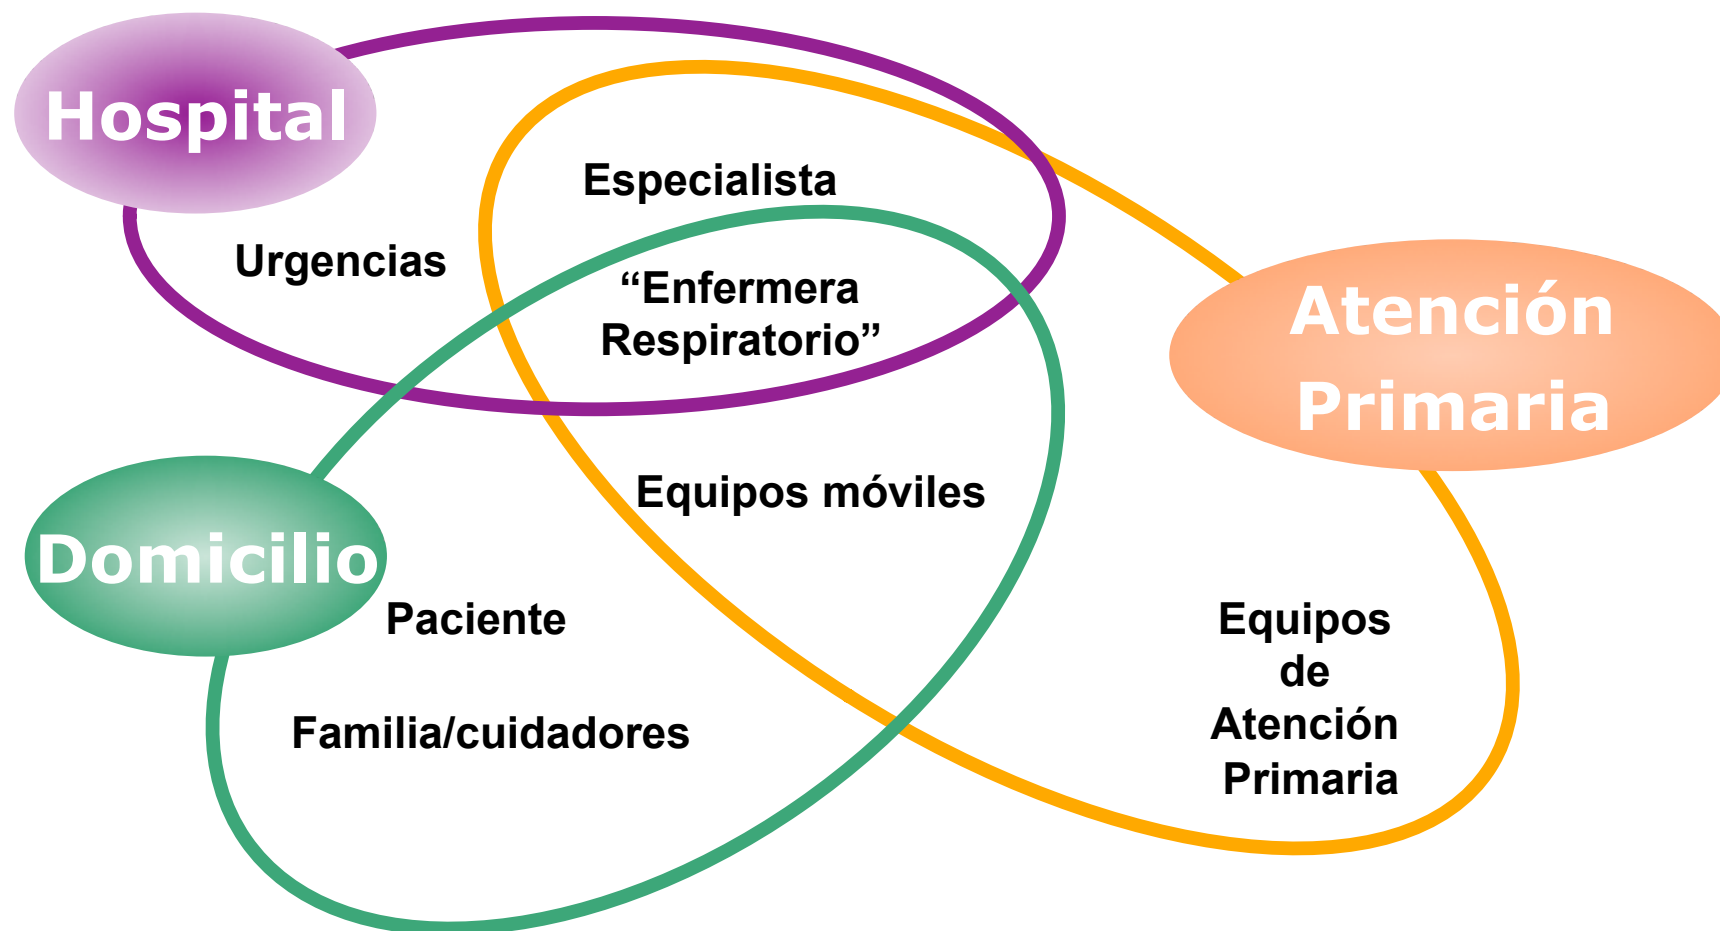 Hospital
Especialista
Urgencias
“Enfermera
Respiratorio”
Atención
Primaria
Equipos móviles
Domicilio
Paciente
Familia/cuidadores
Equipos
de
Atención
Primaria